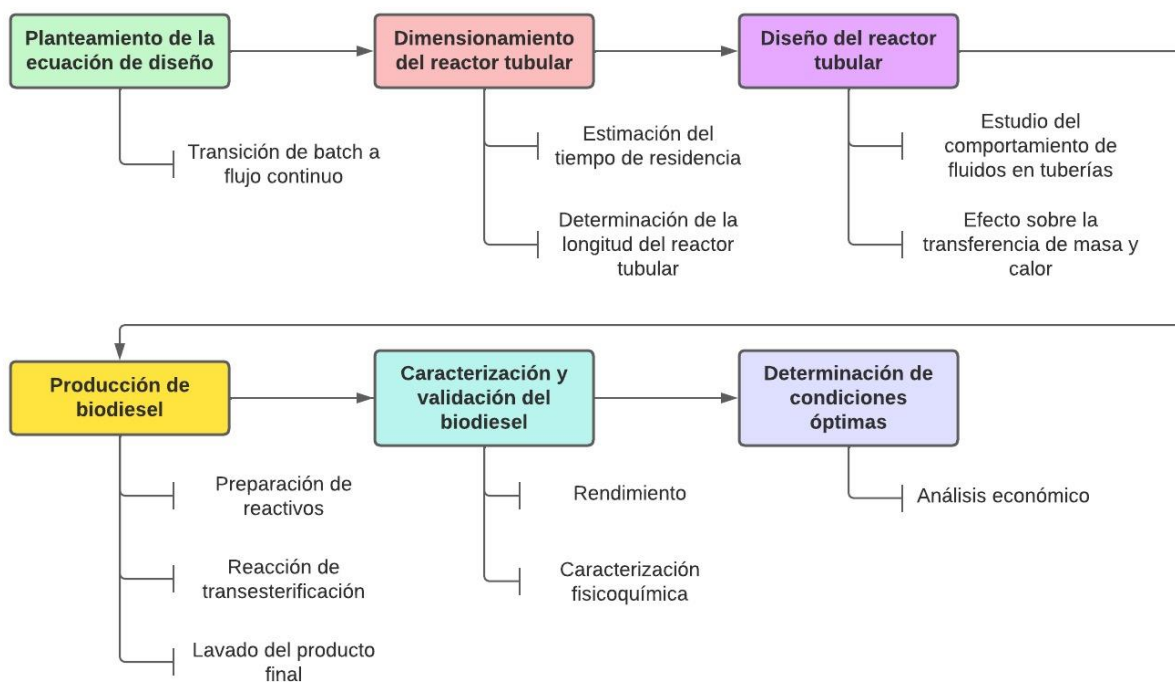 Planteamiento de la
ecuación de diseño
Transición de batch a
flujo continuo
Dimensionamiento
del reactor tubular
Estimación del
tiempo de residencia
Determinación de la
longitud del reactor
tubular
Diseño del reactor
tubular
Estudio del
comportamiento de
fluidos en tuberías
Efecto sobre la
transferencia de masa y
calor
Producción de
biodiesel
Preparación de
reactivos
Reacción de
transesterificación
Lavado del producto
final
Caracterización y
validación del
biodiesel
Rendimiento
Caracterización
fisicoquímica
Determinación de
condiciones
óptimas
Análisis económico